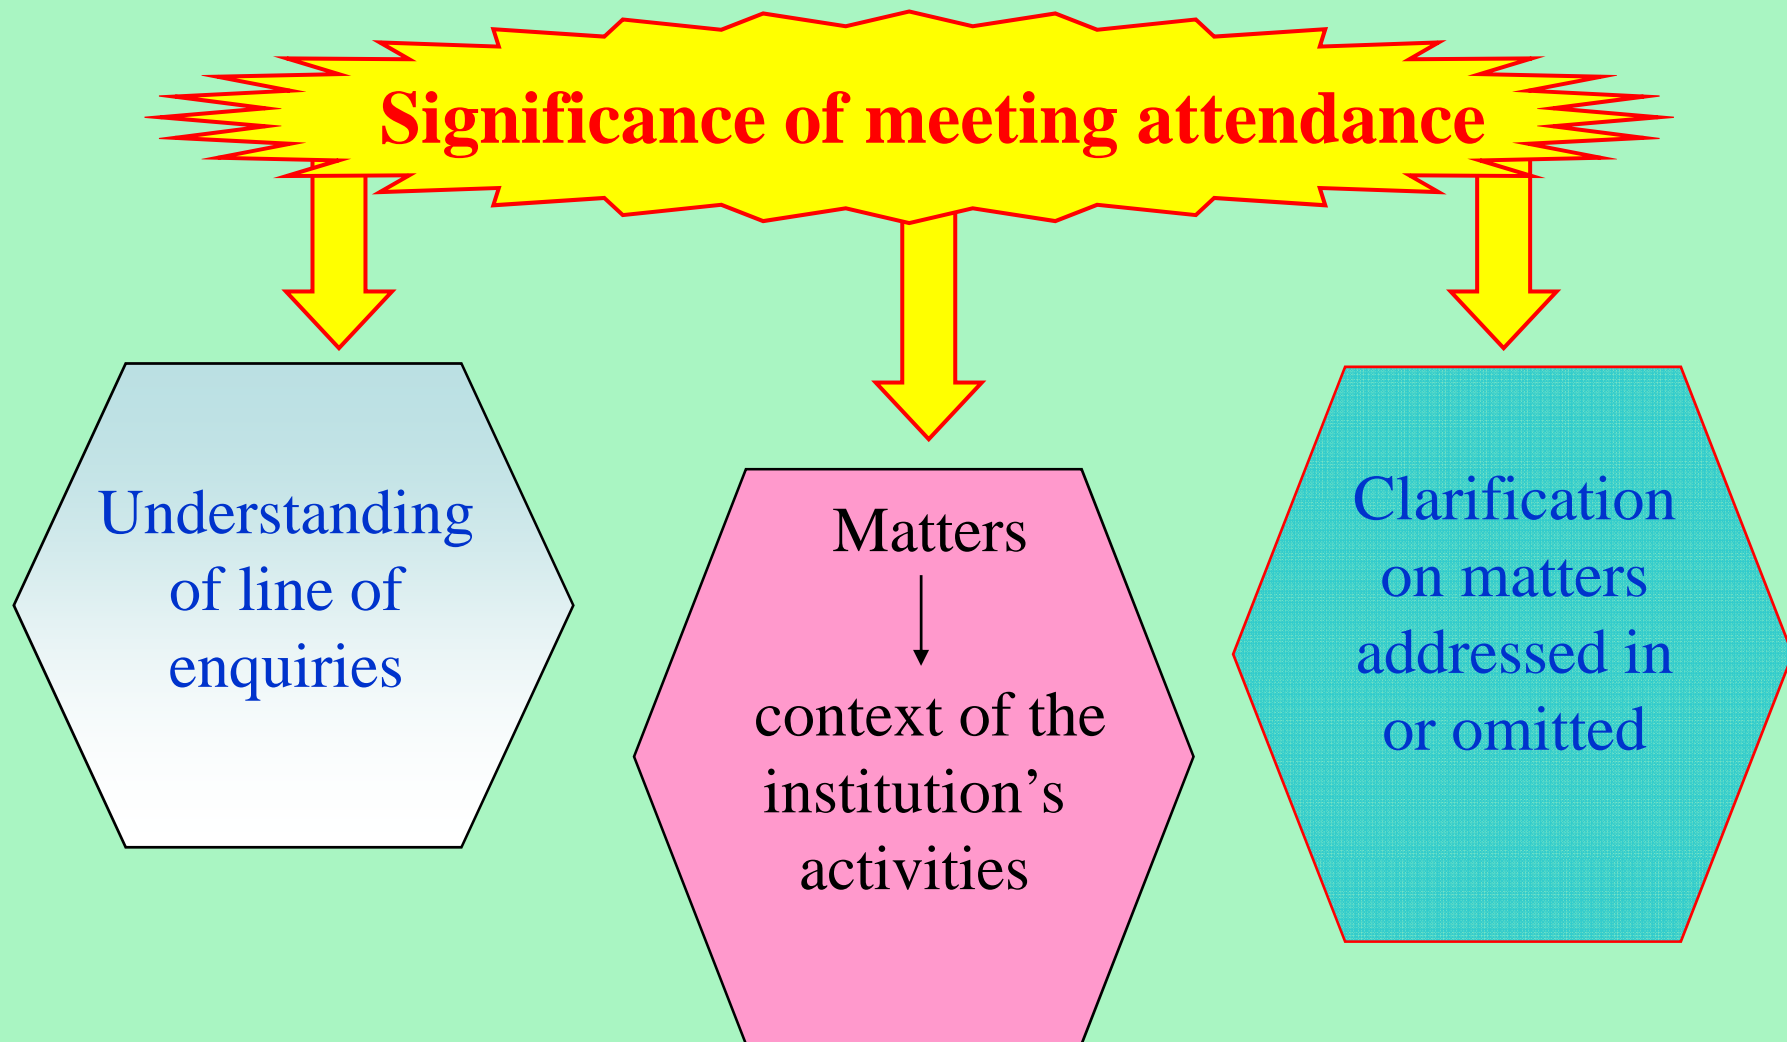 Significance of meeting attendance
Understanding
of line of
enquiries
Matters
context of the
institution’s
activities
Clarification
on matters
addressed in
or omitted